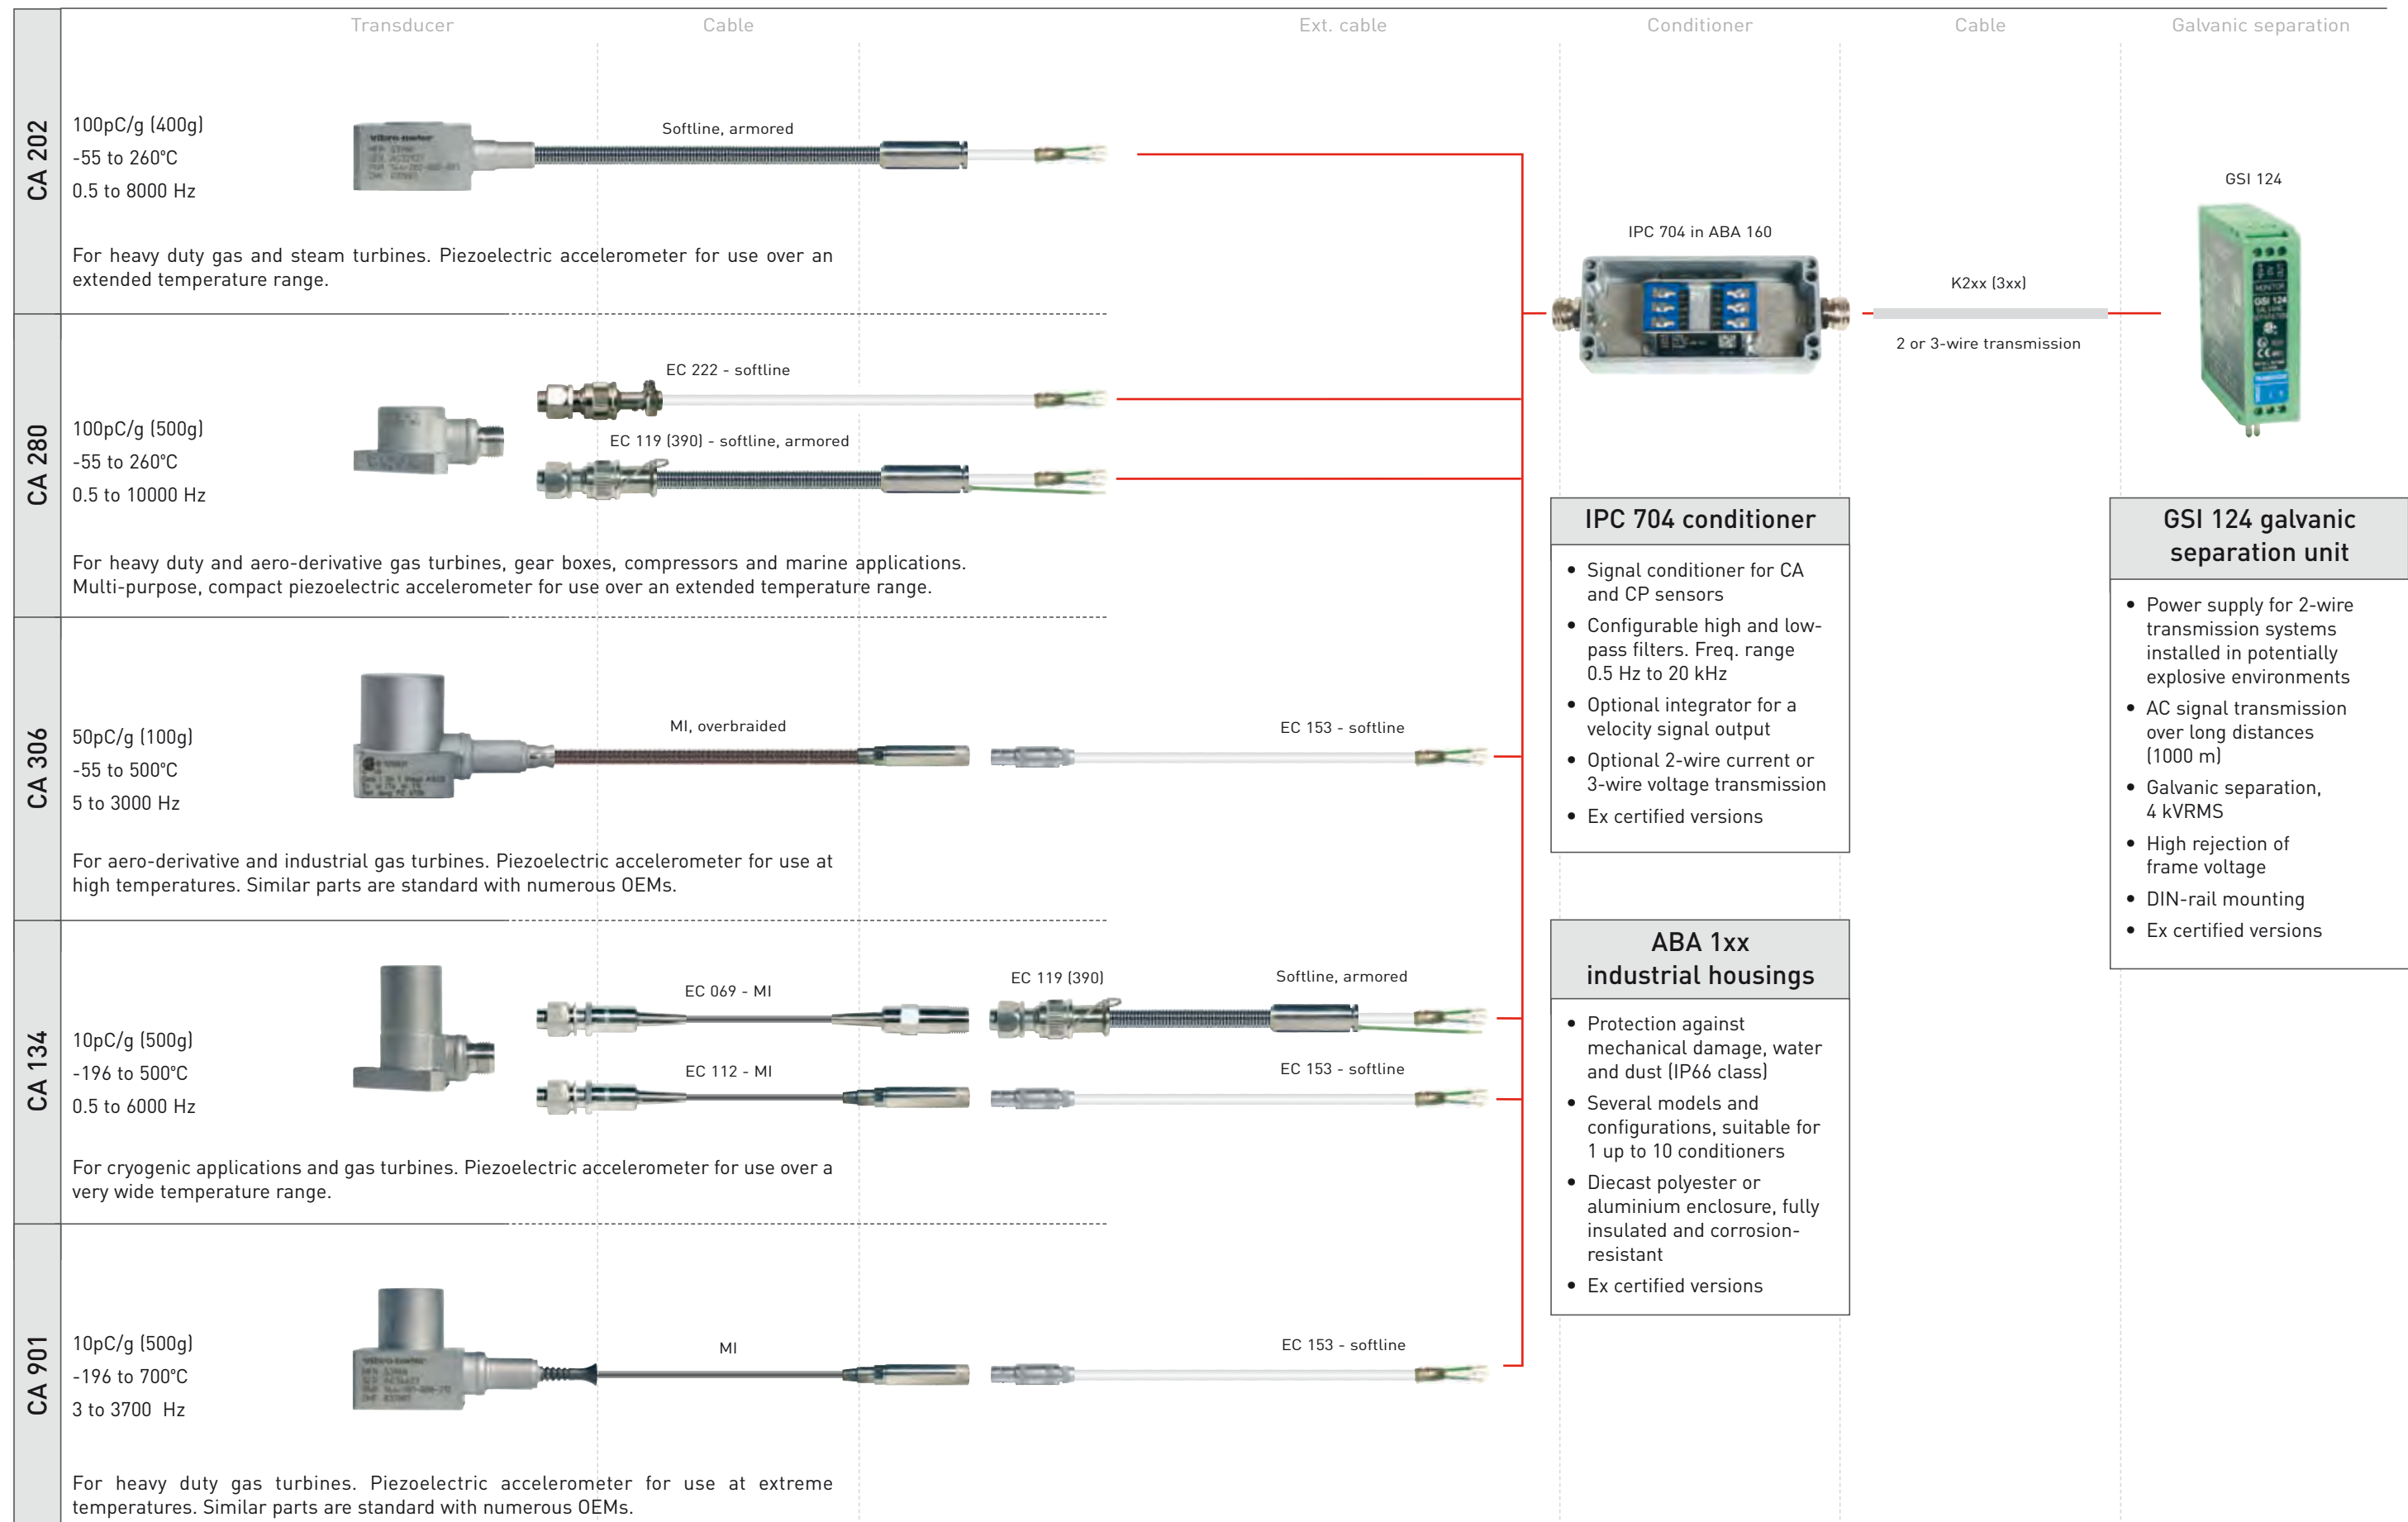 Transducer
Cable
Ext. cable
Conditioner
Cable
Galvanic separation
CA 202
100pC/g (400g)
-55 to 260°C
0.5 to 8000 Hz
vibro-meter
Softline, armored
For heavy duty gas and steam turbines. Piezoelectric accelerometer for use over an
extended temperature range.
IPC 704 in ABA 160
K2xx (3xx)
2 or 3-wire transmission
GSI 124
MONITOR
GSI 124
CA 280
100pC/g (500g)
-55 to 260°C
0.5 to 10000 Hz
EC 222 - softline
EC 119 (390) - softline, armored
For heavy duty and aero-derivative gas turbines, gear boxes, compressors and marine applications.
Multi-purpose, compact piezoelectric accelerometer for use over an extended temperature range.
CA 306
50pC/g (100g)
-55 to 500°C
5 to 3000 Hz
MI, overbraided
EC 153 - softline
For aero-derivative and industrial gas turbines. Piezoelectric accelerometer for use at
high temperatures. Similar parts are standard with numerous OEMs.
CA 134
10pC/g (500g)
-196 to 500°C
0.5 to 6000 Hz
EC 069 - MI
EC 119 (390)
Softline, armored
EC 112 - MI
EC 153 - softline
For cryogenic applications and gas turbines. Piezoelectric accelerometer for use over a
very wide temperature range.
CA 901
10pC/g (500g)
-196 to 700°C
3 to 3700 Hz
vibro-meter
MI
EC 153 - softline
For heavy duty gas turbines. Piezoelectric accelerometer for use at extreme
temperatures. Similar parts are standard with numerous OEMs.
IPC 704 conditioner
• Signal conditioner for CA
and CP sensors
• Configurable high and low-
pass filters. Freq. range
0.5 Hz to 20 kHz
• Optional integrator for a
velocity signal output
• Optional 2-wire current or
3-wire voltage transmission
• Ex certified versions
ABA 1xx
industrial housings
• Protection against
mechanical damage, water
and dust (IP66 class)
• Several models and
configurations, suitable for
1 up to 10 conditioners
• Diecast polyester or
aluminium enclosure, fully
insulated and corrosion-
resistant
• Ex certified versions
GSI 124 galvanic
separation unit
• Power supply for 2-wire
transmission systems
installed in potentially
explosive environments
• AC signal transmission
over long distances
(1000 m)
• Galvanic separation,
4 kVRMS
• High rejection of
frame voltage
• DIN-rail mounting
• Ex certified versions